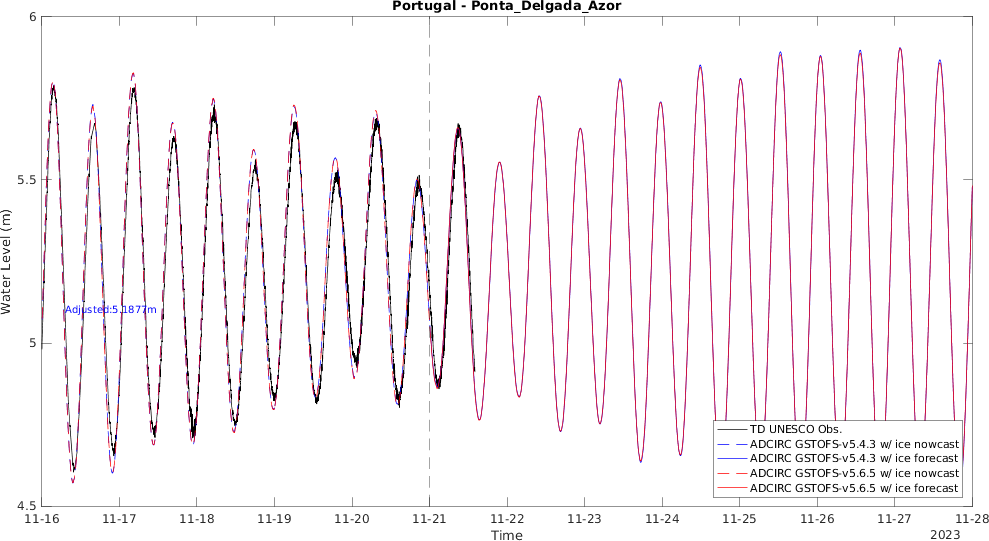 Portugal - Ponta_Delgada_Azor
6
5.5
5
4.5
Water Level (m)
Adjusted:5.1877m
TD UNESCO Obs.
ADCIRC GSTOFS-v5.4.3 w/ ice nowcast
ADCIRC GSTOFS-v5.4.3 w/ ice forecast
ADCIRC GSTOFS-v5.6.5 w/ ice nowcast
ADCIRC GSTOFS-v5.6.5 w/ ice forecast
11-16 11-17 11-18 11-19 11-20 11-21 11-22 11-23 11-24 11-25 11-26 11-27 11-28
Time
2023